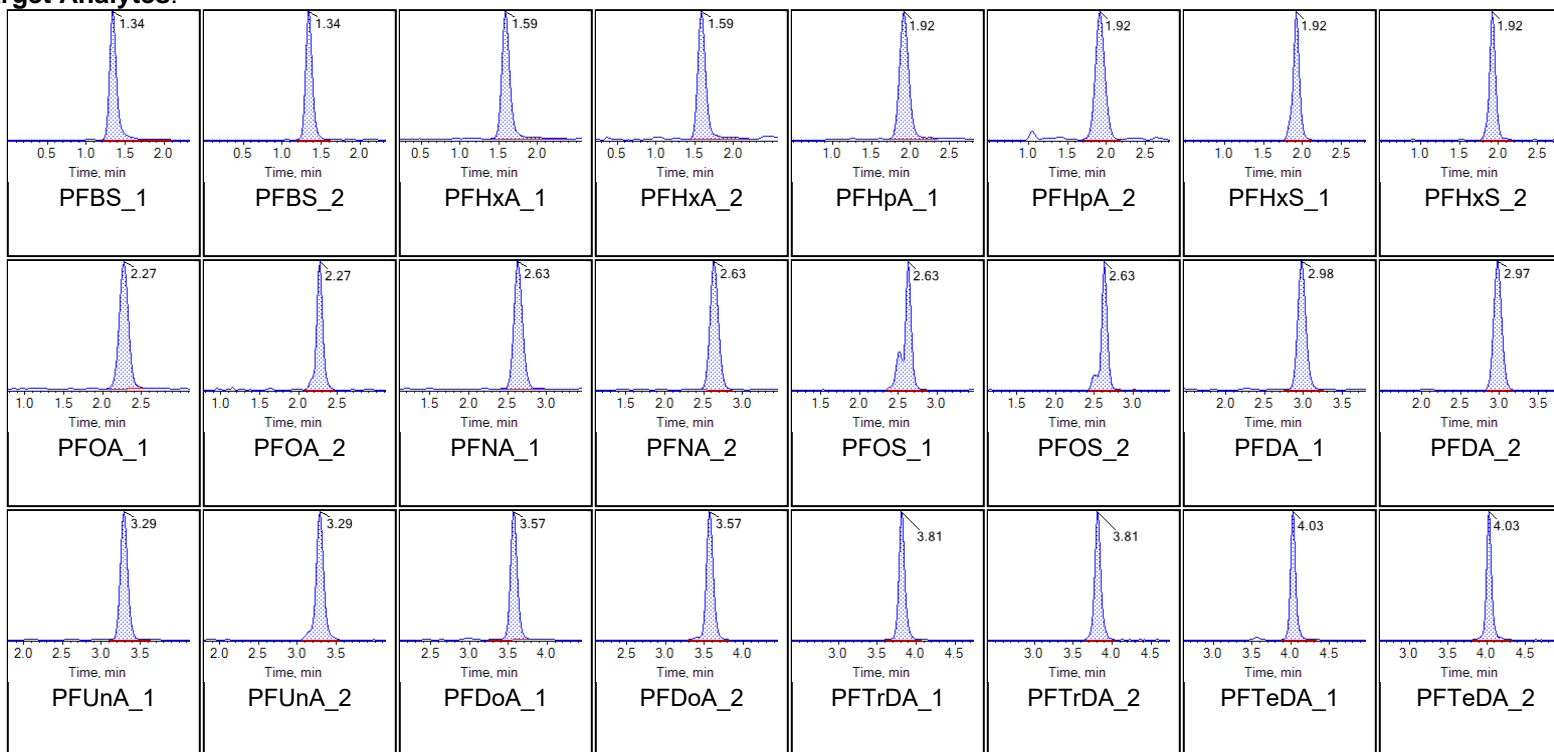 rget Analytes:
1.34 1.34 1.59 1.59 1.92 1.92 1.92 1.92
0.5 1.0 1.5 2.0 0.5 1.0 1.5 2.0 0.5 1.0 1.5 2.0 0.5 1.0 1.5 2.0 1.0 1.5 2.0 2.5 1.0 1.5 2.0 2.5 1.0 1.5 2.0 2.5 1.0 1.5 2.0 2.5
Time, min Time, min Time, min Time, min Time, min Time, min Time, min Time, min
PFBS_1 PFBS_2 PFHxA_1 PFHxA_2 PFHpA_1 PFHpA_2 PFHxS_1 PFHxS_2
2.27 2.27 2.63 2.63 2.63 2.63 2.98 2.97
1.0 1.5 2.0 2.5 1.0 1.5 2.0 2.5 1.5 2.0 2.5 3.0 1.5 2.0 2.5 3.0 1.5 2.0 2.5 3.0 1.5 2.0 2.5 3.0 2.0 2.5 3.0 3.5 2.0 2.5 3.0 3.5
Time, min Time, min Time, min Time, min Time, min Time, min Time, min Time, min
PFOA_1 PFOA_2 PFNA_1 PFNA_2 PFOS_1 PFOS_2 PFDA_1 PFDA_2
3.29 3.29 3.57 3.57 3.81 3.81 4.03 4.03
2.0 2.5 3.0 3.5 2.0 2.5 3.0 3.5 2.5 3.0 3.5 4.0 2.5 3.0 3.5 4.0 3.0 3.5 4.0 4.5 3.0 3.5 4.0 4.5 3.0 3.5 4.0 4.5 3.0 3.5 4.0 4.5
Time, min Time, min Time, min Time, min Time, min Time, min Time, min Time, min
PFUnA_1 PFUnA_2 PFDoA_1 PFDoA_2 PFTrDA_1 PFTrDA_2 PFTeDA_1 PFTeDA_2